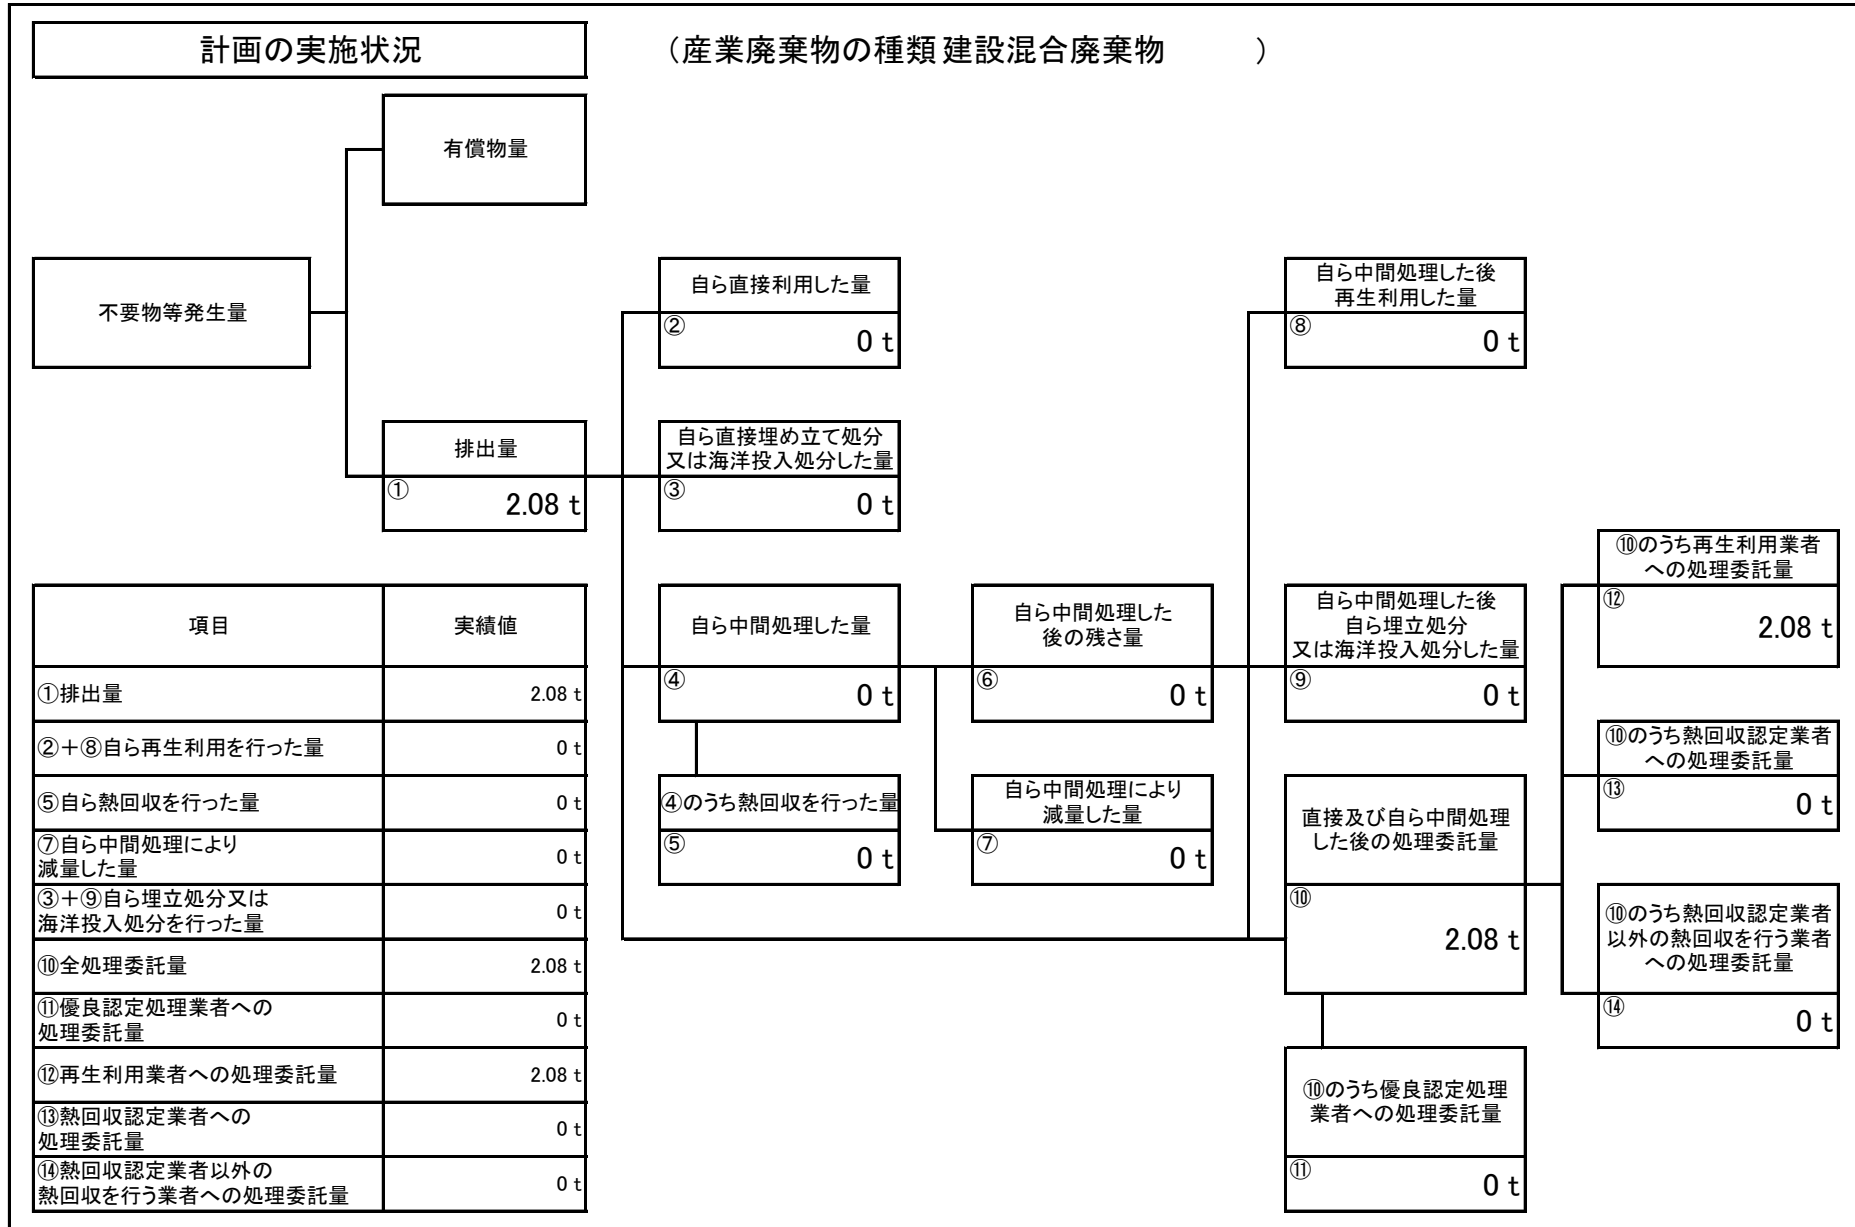 計画の実施状況
（産業廃棄物の種類 建設混合廃棄物　　　）
有償物量
不要物等発生量
自ら直接利用した量
②
0 t
自ら中間処理した後
再生利用した量
⑧
0 t
排出量
①
2.08 t
自ら直接埋め立て処分
又は海洋投入処分した量
③
0 t
⑩のうち再生利用業者
への処理委託量
⑫
2.08 t
自ら中間処理した量
④
0 t
自ら中間処理した
後の残さ量
⑥
0 t
自ら中間処理した後
自ら埋立処分
又は海洋投入処分した量
⑨
0 t
⑩のうち熱回収認定業者
への処理委託量
⑬
0 t
④のうち熱回収を行った量
⑤
0 t
自ら中間処理により
減量した量
⑦
0 t
直接及び自ら中間処理
した後の処理委託量
⑩
2.08 t
⑩のうち熱回収認定業者
以外の熱回収を行う業者
への処理委託量
⑭
0 t
⑩のうち優良認定処理
業者への処理委託量
⑪
0 t
項目 実績値
①排出量 2.08 t
②＋⑧自ら再生利用を行った量 0 t
⑤自ら熱回収を行った量 0 t
⑦自ら中間処理により
減量した量 0 t
③＋⑨自ら埋立処分又は
海洋投入処分を行った量 0 t
⑩全処理委託量 2.08 t
⑪優良認定処理業者への
処理委託量 0 t
⑫再生利用業者への処理委託量 2.08 t
⑬熱回収認定業者への
処理委託量 0 t
⑭熱回収認定業者以外の
熱回収を行う業者への処理委託量 0 t